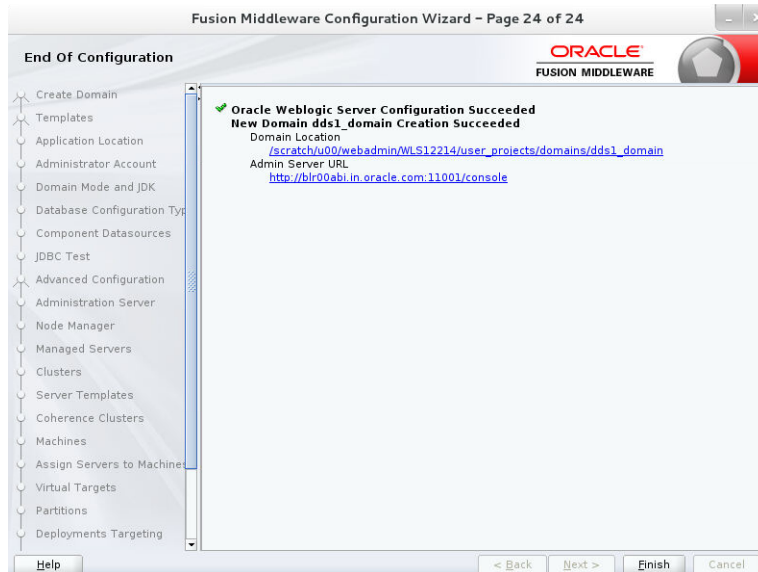 Fusion Middleware Configuration Wizard – Page 24 of 24
End Of Configuration
ORACLE
FUSION MIDDLEWARE
Create Domain
Templates
Application Location
Administrator Account
Domain Mode and JDK
Database Configuration Typ
Component Datasources
JDBC Test
Advanced Configuration
Administration Server
Node Manager
Managed Servers
Clusters
Server Templates
Coherence Clusters
Machines
Assign Servers to Machines
Virtual Targets
Partitions
Deployments Targeting
Oracle Weblogic Server Configuration Succeeded
New Domain dds1_domain Creation Succeeded
Domain Location
/scratch/u00/webadmin/WLS12214/user_projects/domains/dds1_domain
Admin Server URL
http://blr00abi.in.oracle.com:11001/console
Help
< Back
Next >
Finish
Cancel